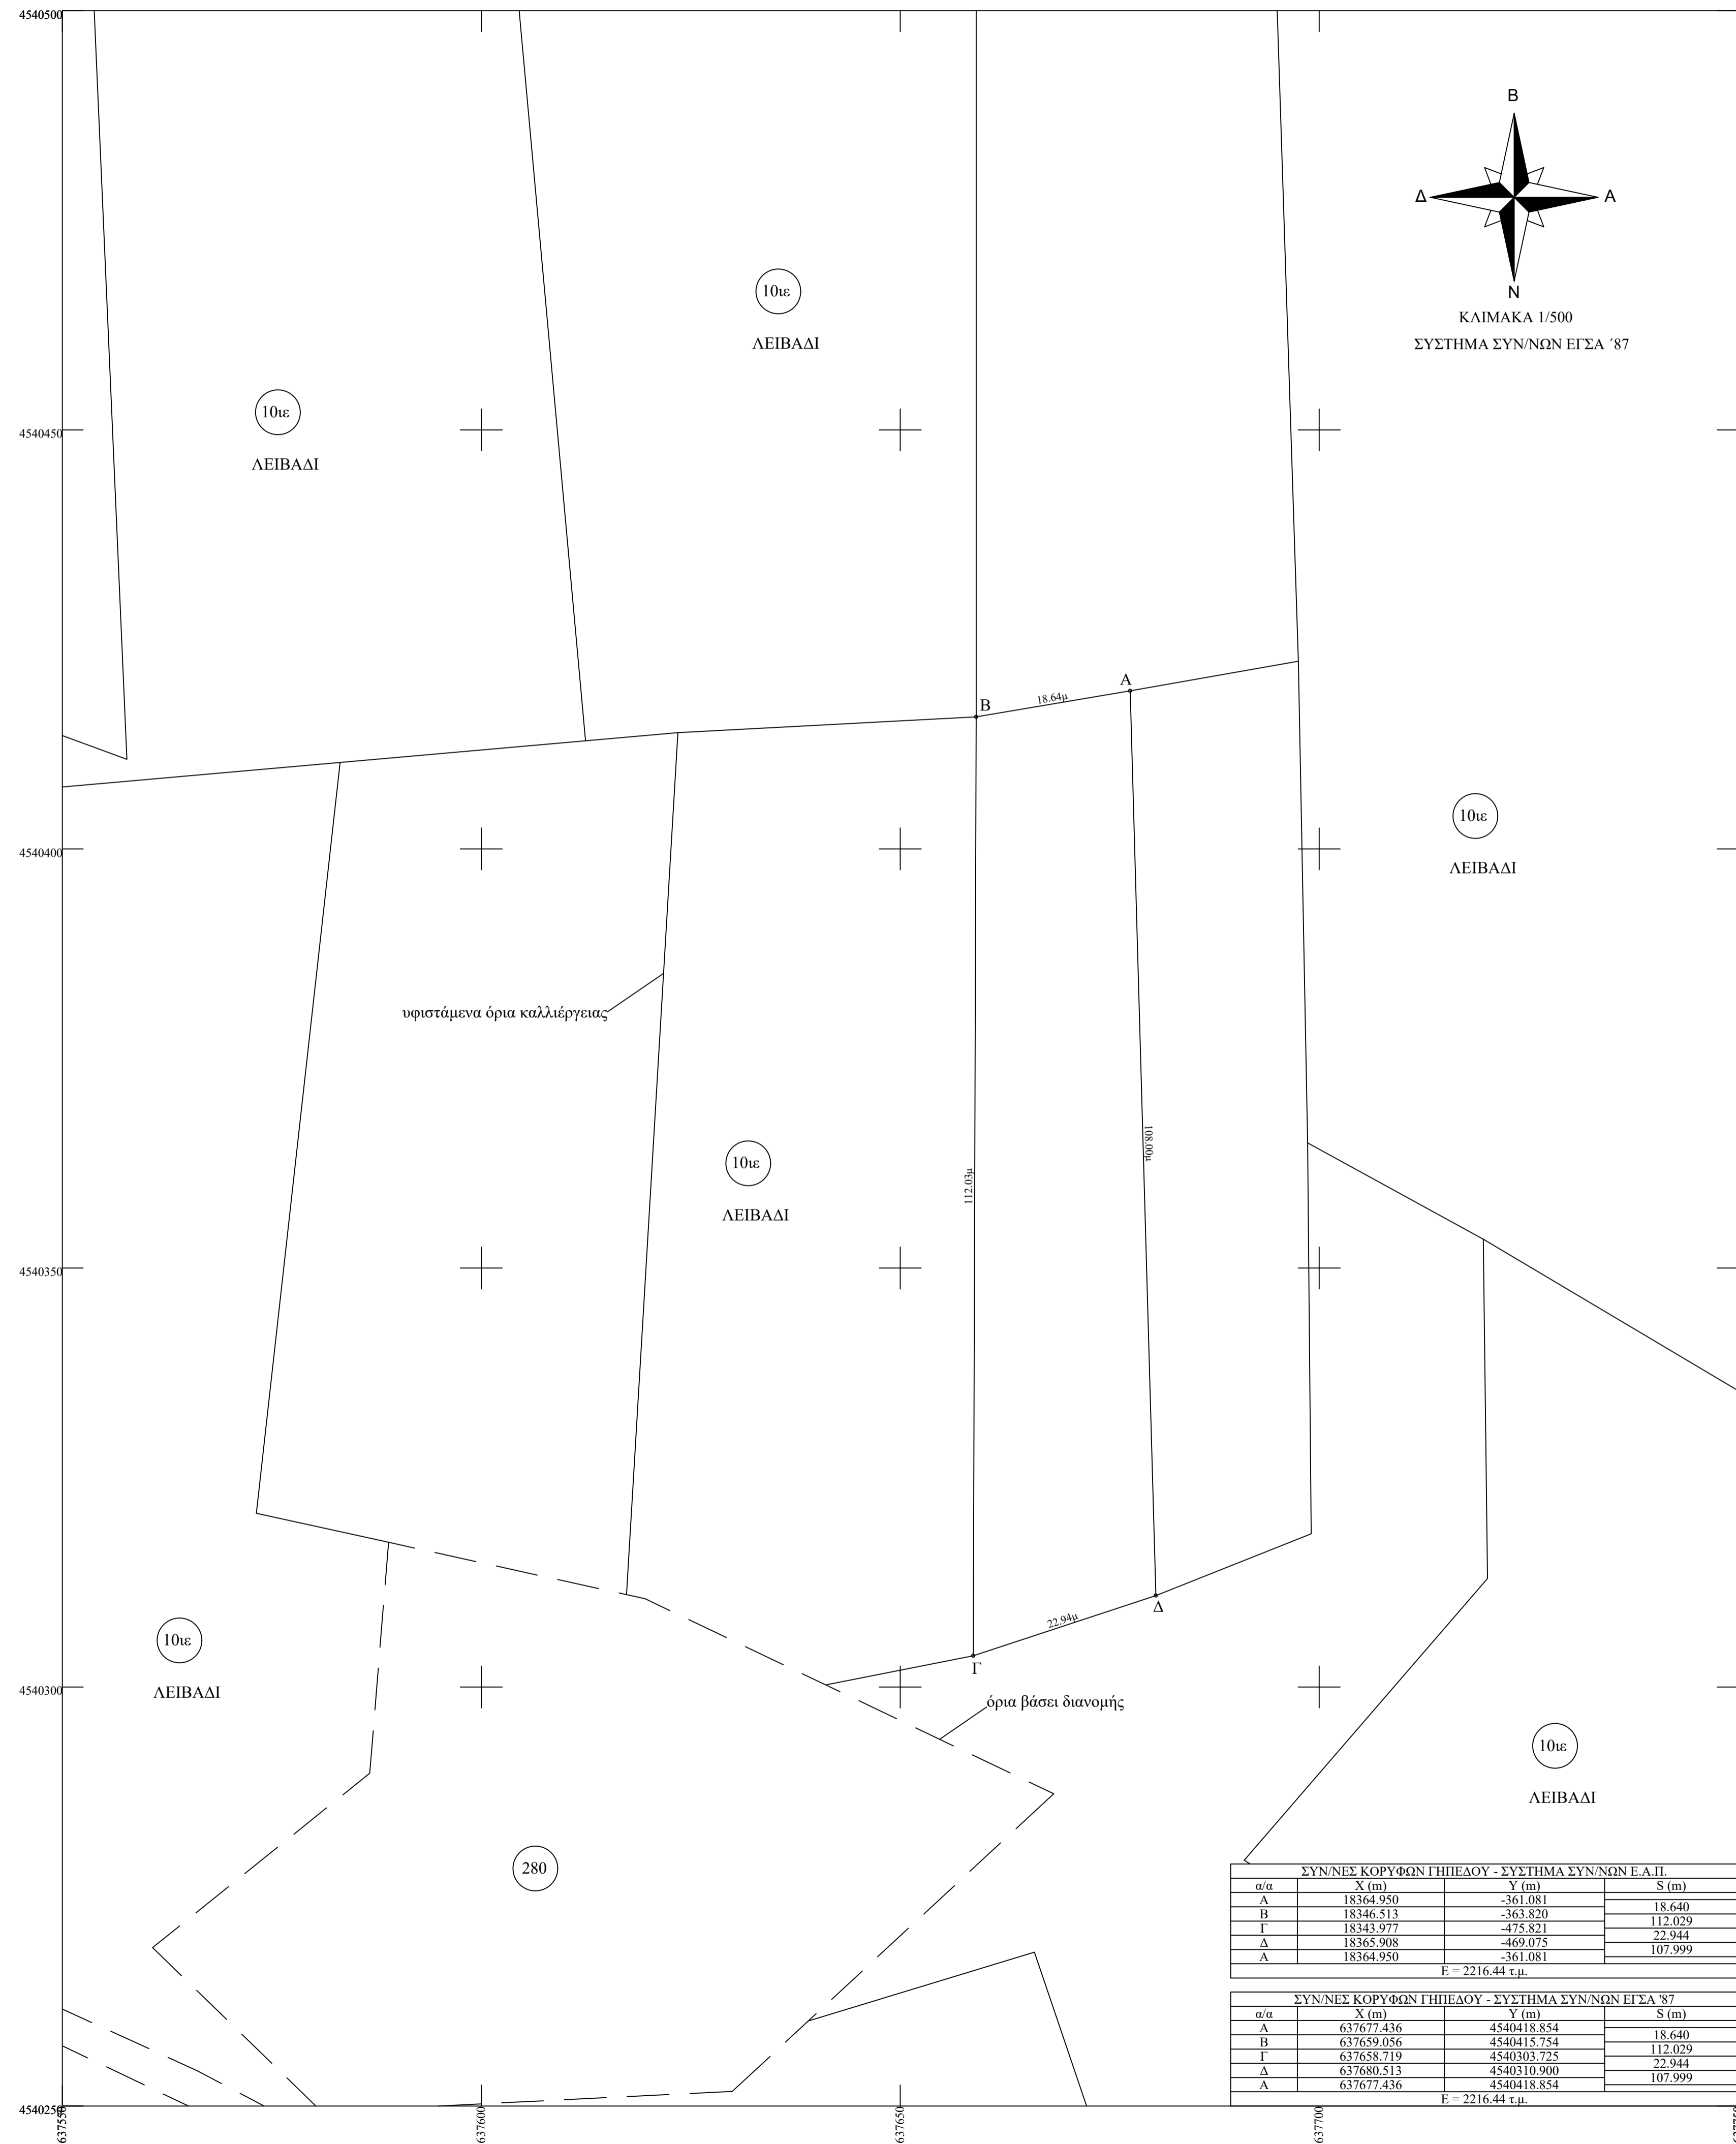 4540500
Β
Δ
Α
Ν
ΚΛΙΜΑΚΑ 1/500
ΣΥΣΤΗΜΑ ΣΥΝ/ΝΩΝ ΕΓΣΑ ΄87
10ιε
ΛΕΙΒΑΔΙ
10ιε
ΛΕΙΒΑΔΙ
4540450
Α
18.64μ
Β
10ιε
ΛΕΙΒΑΔΙ
4540400
υφιστάμενα όρια καλλιέργειας
108.00μ
112.03μ
10ιε
ΛΕΙΒΑΔΙ
4540350
Δ
22.94μ
Γ
10ιε
ΛΕΙΒΑΔΙ
4540300
όρια βάσει διανομής
10ιε
ΛΕΙΒΑΔΙ
280
ΣΥΝ/ΝΕΣ ΚΟΡΥΦΩΝ ΓΗΠΕΔΟΥ - ΣΥΣΤΗΜΑ ΣΥΝ/ΝΩΝ Ε.Α.Π.
α/α X (m) Y (m) S (m)
Α 18364.950 -361.081
18.640
Β 18346.513 -363.820
112.029
Γ 18343.977 -475.821
22.944
Δ 18365.908 -469.075
107.999
Α 18364.950 -361.081
Ε = 2216.44 τ.μ.
ΣΥΝ/ΝΕΣ ΚΟΡΥΦΩΝ ΓΗΠΕΔΟΥ - ΣΥΣΤΗΜΑ ΣΥΝ/ΝΩΝ ΕΓΣΑ '87
α/α X (m) Y (m) S (m)
Α 637677.436 4540418.854
18.640
Β 637659.056 4540415.754
112.029
Γ 637658.719 4540303.725
22.944
Δ 637680.513 4540310.900
107.999
Α 637677.436 4540418.854
Ε = 2216.44 τ.μ.
4540250
637550
637600
637650
637700